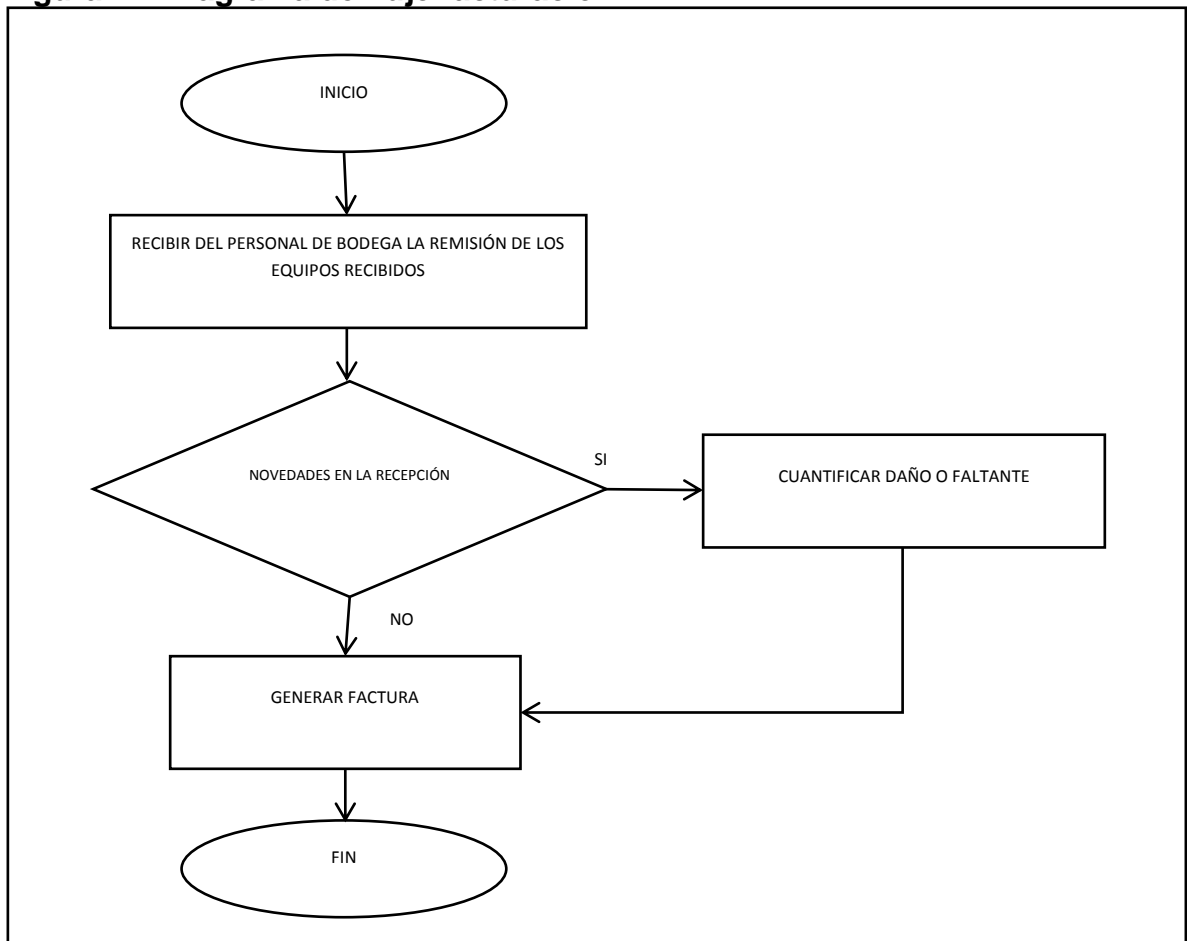 INICIO
RECIBIR DEL PERSONAL DE BODEGA LA REMISIÓN DE LOS
EQUIPOS RECIBIDOS
NOVEDADES EN LA RECEPCIÓN
SI
CUANTIFICAR DAÑO O FALTANTE
NO
GENERAR FACTURA
FIN